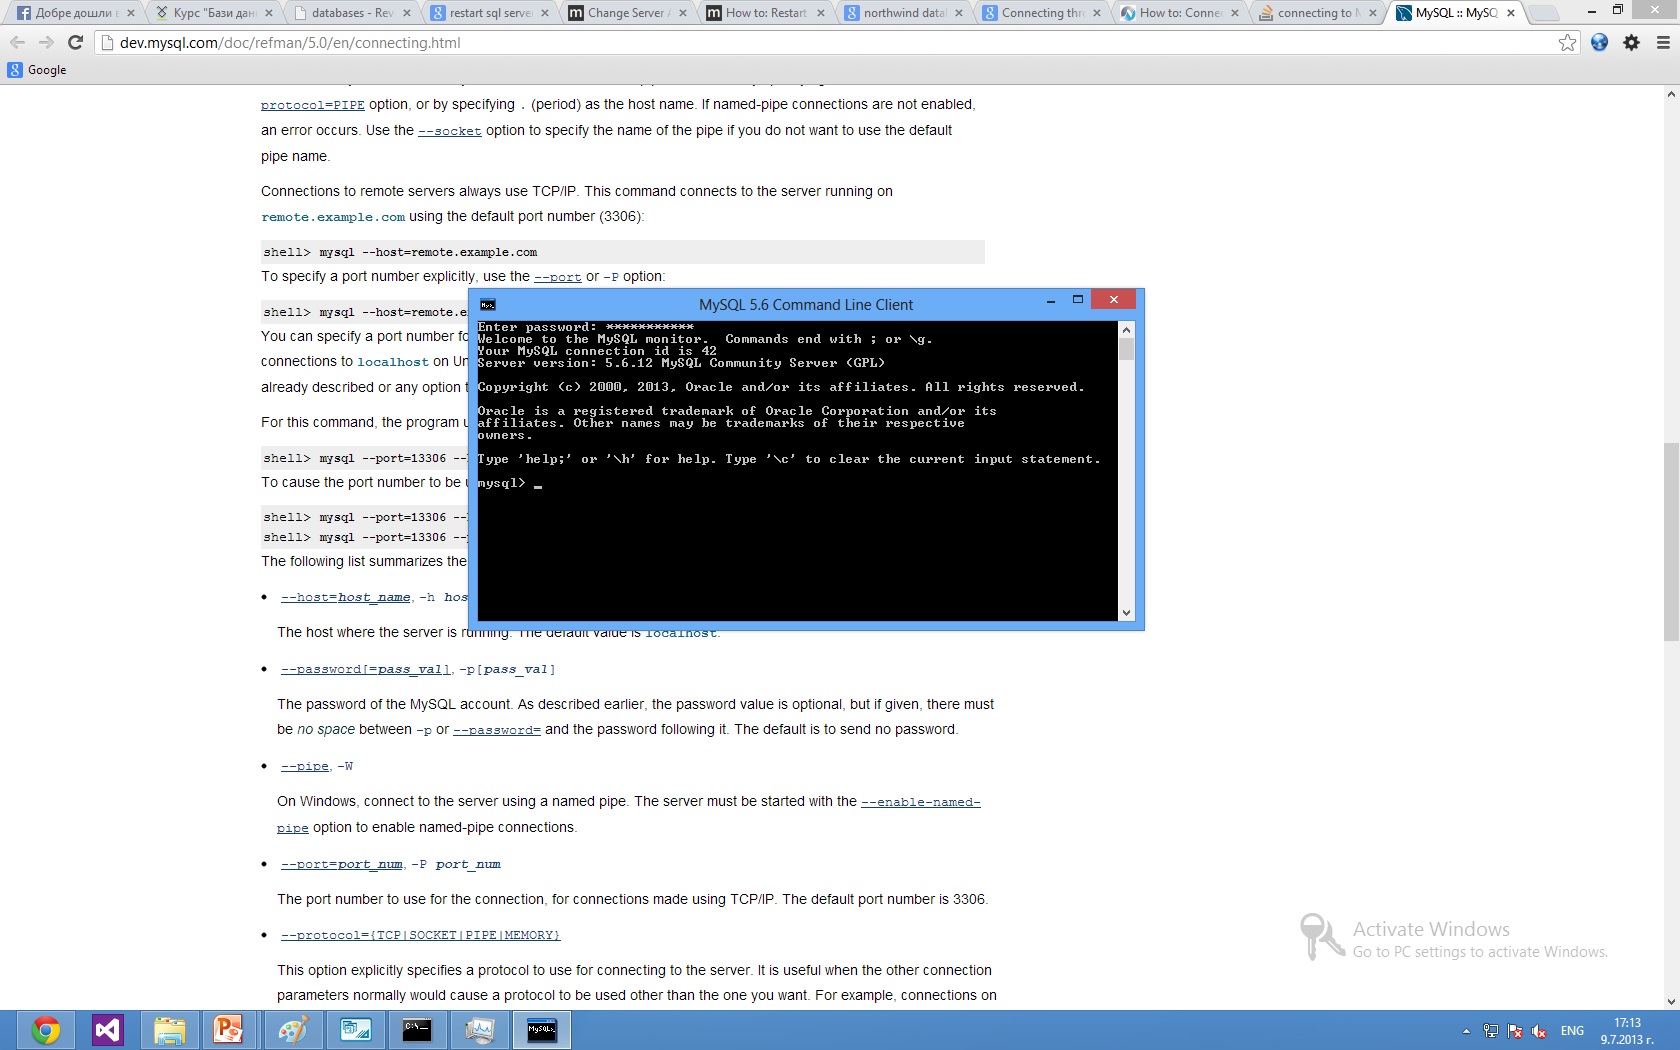 Добре дошли в
Курс "Бази дан
databases - Rev
restart sql serve
Change Server A
How to: Restart
northwind datal
Connecting thr
How to: Conne
connecting to M
MySQL :: MySQ
dev.mysql.com/doc/refman/5.0/en/connecting.html
Google
protocol=PIPE option, or by specifying . (period) as the host name. If named-pipe connections are not enabled,
an error occurs. Use the --socket option to specify the name of the pipe if you do not want to use the default
pipe name.
Connections to remote servers always use TCP/IP. This command connects to the server running on
remote.example.com using the default port number (3306):
shell> mysql --host=remote.example.com
To specify a port number explicitly, use the --port or -P option:
shell> mysql --host=remote.e
You can specify a port number fo
connections to localhost on Un
already described or any option t
For this command, the program u
shell> mysql --port=13306 --
To cause the port number to be u
shell> mysql --port=13306 --
shell> mysql --port=13306 --
The following list summarizes the
MySQL 5.6 Command Line Client
Enter password: ***********
Welcome to the MySQL monitor.  Commands end with ; or \g.
Your MySQL connection id is 42
Server version: 5.6.12 MySQL Community Server (GPL)
Copyright (c) 2000, 2013, Oracle and/or its affiliates. All rights reserved.
Oracle is a registered trademark of Oracle Corporation and/or its
affiliates. Other names may be trademarks of their respective
owners.
Type 'help;' or '\h' for help. Type '\c' to clear the current input statement.
mysql> _
• --host=host_name, -h hos
The host where the server is running. The default value is localhost.
• --password[=pass_val], -p[pass_val]
The password of the MySQL account. As described earlier, the password value is optional, but if given, there must
be no space between -p or --password= and the password following it. The default is to send no password.
• --pipe, -W
On Windows, connect to the server using a named pipe. The server must be started with the --enable-named-
pipe option to enable named-pipe connections.
• --port=port_num, -P port_num
The port number to use for the connection, for connections made using TCP/IP. The default port number is 3306.
• --protocol={TCP|SOCKET|PIPE|MEMORY}
This option explicitly specifies a protocol to use for connecting to the server. It is useful when the other connection
parameters normally would cause a protocol to be used other than the one you want. For example, connections on
Activate Windows
Go to PC settings to activate Windows.
ENG
17:13
9.7.2013 г.